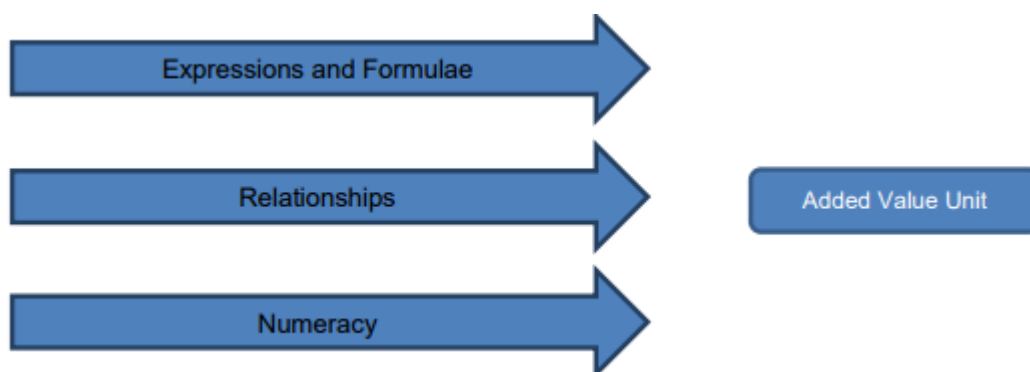 Expressions and Formulae
Relationships
Added Value Unit
Numeracy